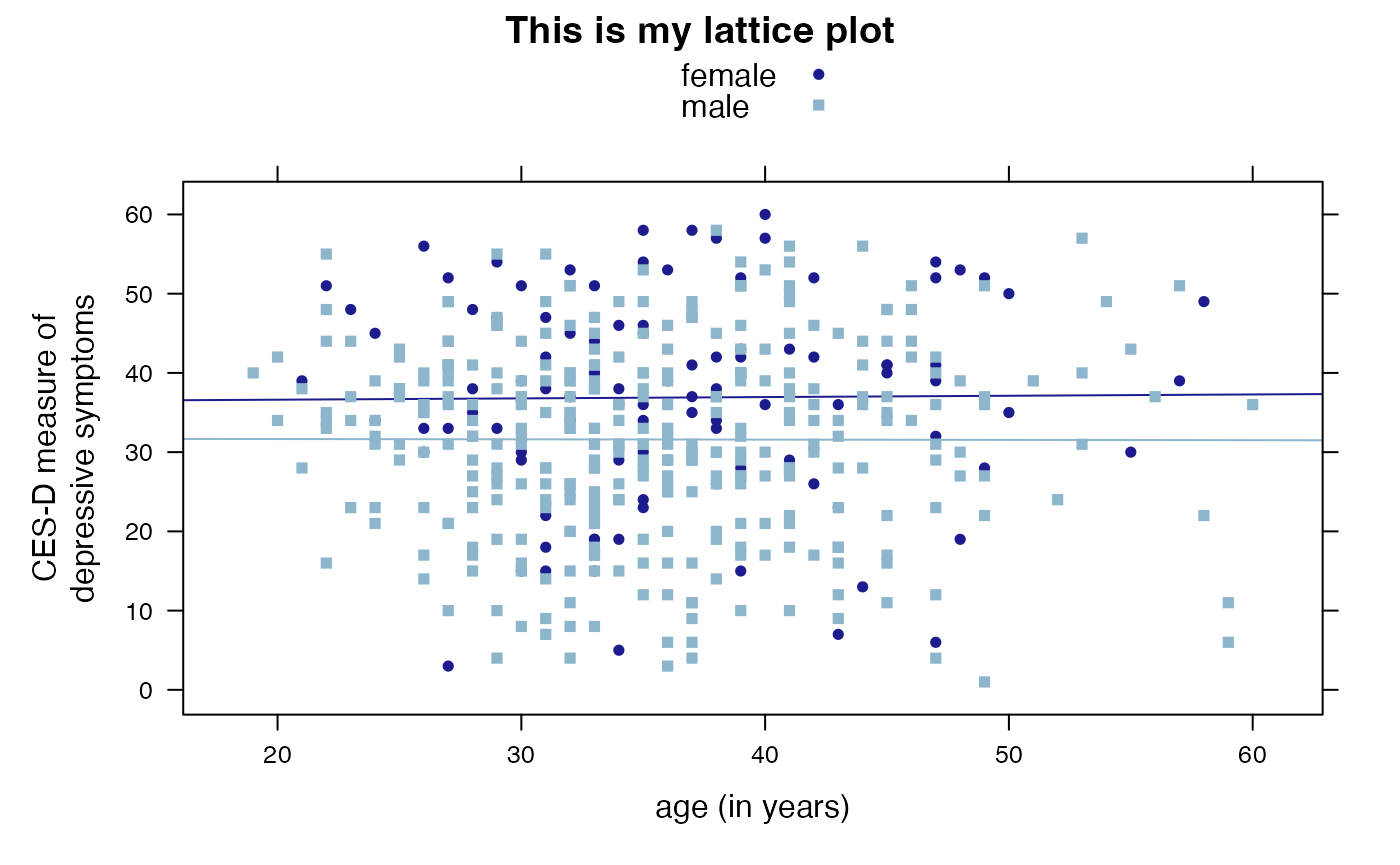 This is my lattice plot
female
male
CES-D measure of
depressive symptoms
60
50
40
30
20
10
0
20 30 40 50 60
age (in years)